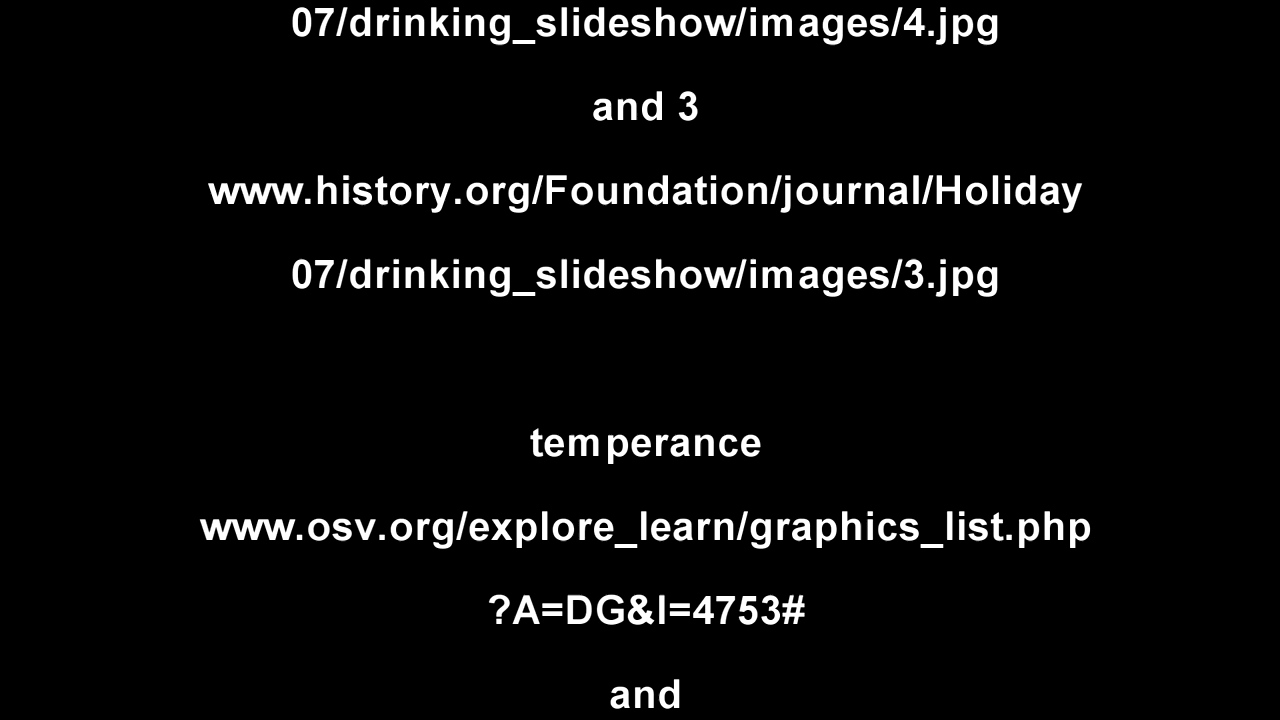 07/drinking_slideshow/images/4.jpg
and 3
www.history.org/Foundation/journal/Holiday
07/drinking_slideshow/images/3.jpg
temperance
www.osv.org/explore_learn/graphics_list.php
?A=DG&I=4753#
and